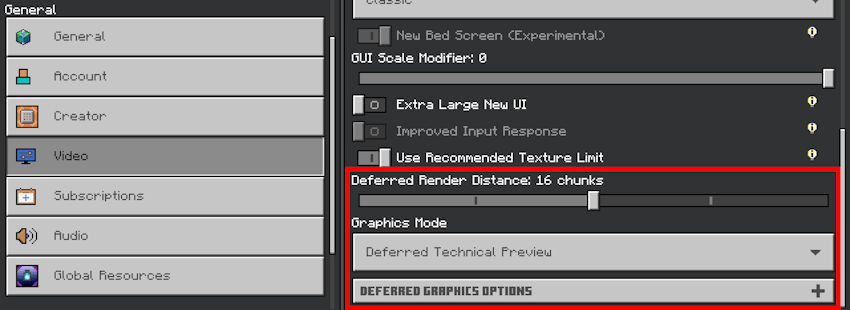 General
General
Account
Creator
Video
Subscriptions
Audio
Global Resources
Classic
New Bed Screen (Experimental)
GUI Scale Modifier: 0
Extra Large New UI
Improved Input Response
Use Recommended Texture Limit
Deferred Render Distance: 16 chunks
Graphics Mode
Deferred Technical Preview
DEFERRED GRAPHICS OPTIONS